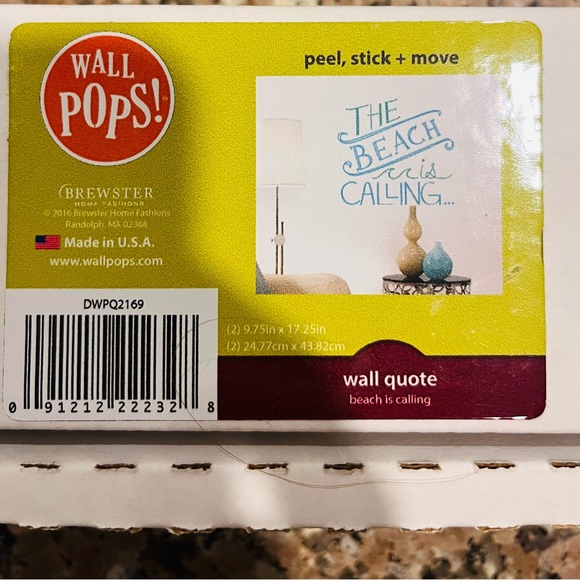 WALL
POPS!
BREWSTER
HOME FASHIONS
© 2016 Brewster Home Fashions
Randolph, MA 02368
Made in U.S.A.
www.wallpops.com
peel, stick + move
THE
BEACH
is
CALLING...
DWPQ2169
0 91212 22232 8
(2) 9.75in x 17.25in
(2) 24.77cm x 43.82cm
wall quote
beach is calling